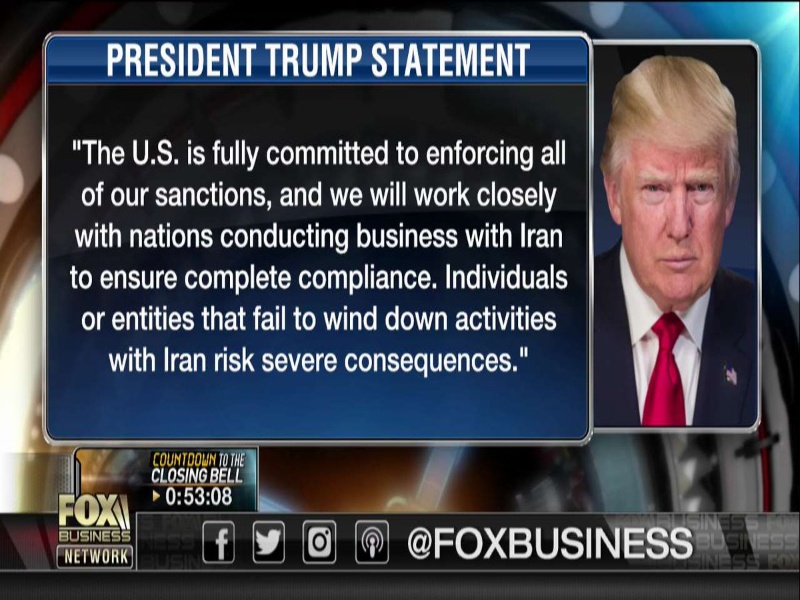 PRESIDENT TRUMP STATEMENT
"The U.S. is fully committed to enforcing all
of our sanctions, and we will work closely
with nations conducting business with Iran
to ensure complete compliance. Individuals
or entities that fail to wind down activities
with Iran risk severe consequences."
COUNTDOWN TO THE
CLOSING BELL
0:53:08
FOX
BUSINESS
NETWORK
@FOXBUSINESS